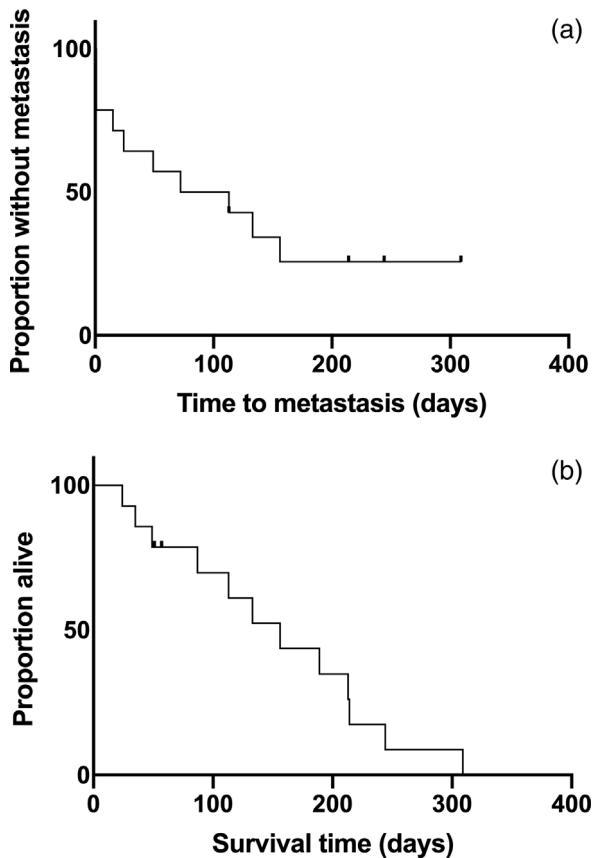 (a)
Proportion without metastasis
100
50
0
0 100 200 300 400
Time to metastasis (days)
(b)
Proportion alive
100
50
0
0 100 200 300 400
Survival time (days)